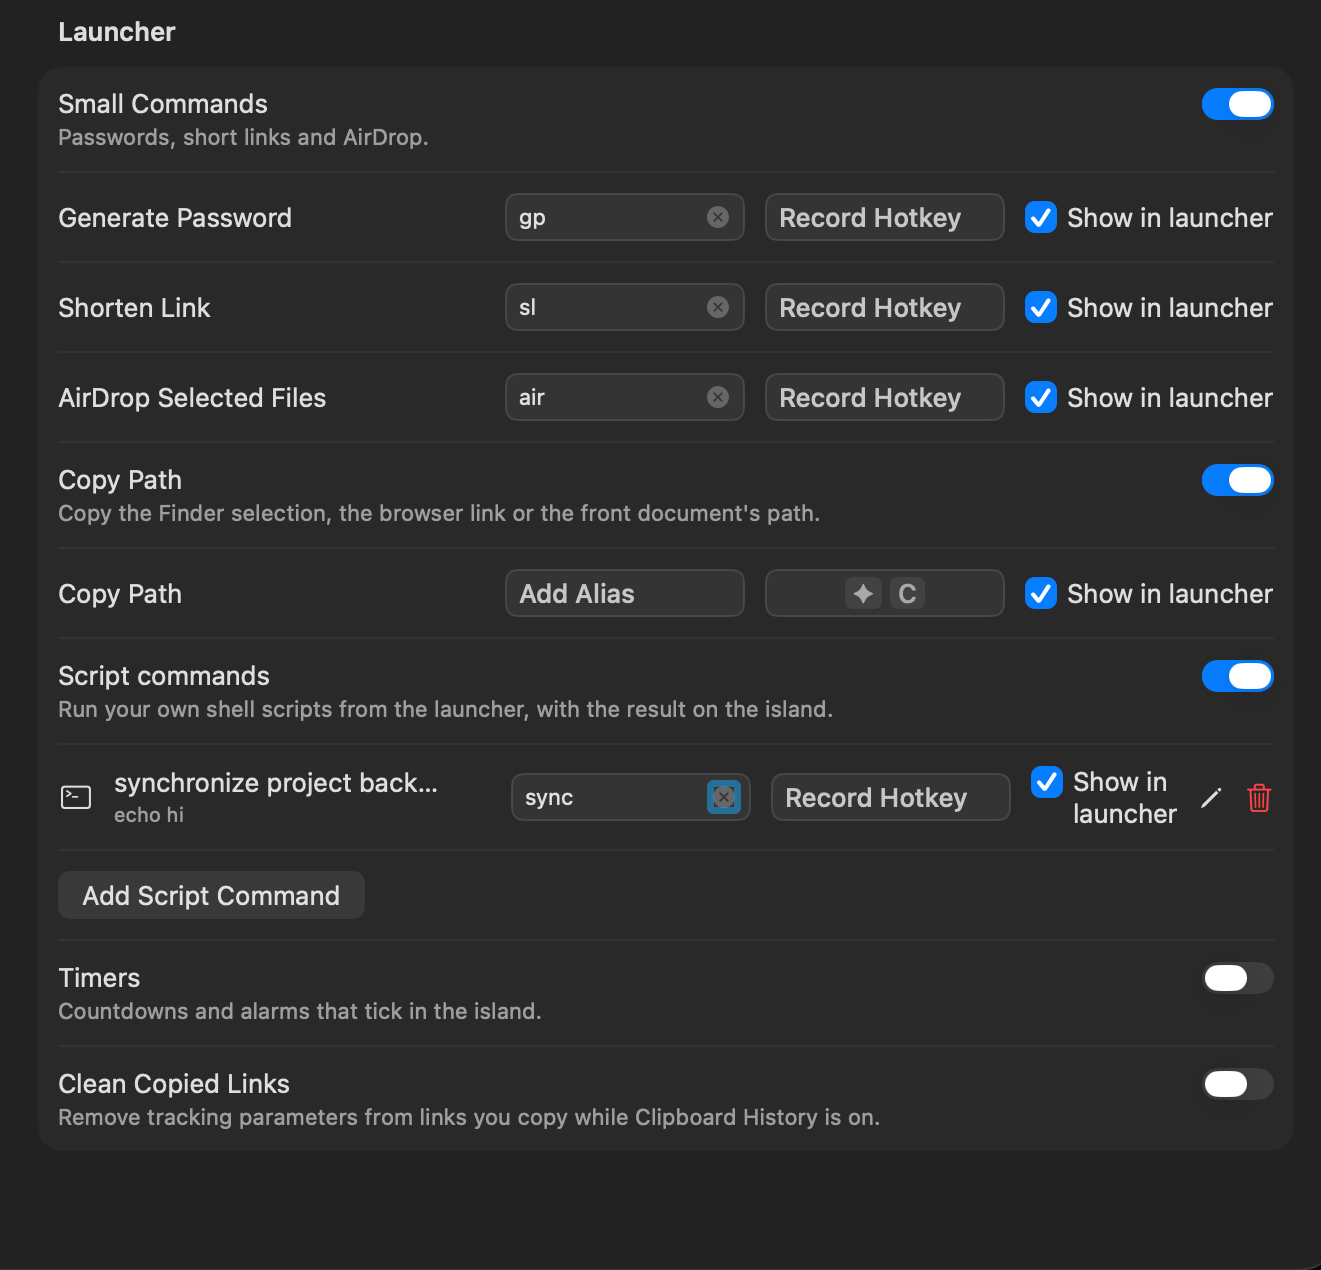 Launcher
Small Commands
Passwords, short links and AirDrop.
Generate Password gp Record Hotkey Show in launcher
Shorten Link sl Record Hotkey Show in launcher
AirDrop Selected Files air Record Hotkey Show in launcher
Copy Path
Copy the Finder selection, the browser link or the front document's path.
Copy Path Add Alias C Show in launcher
Script commands
Run your own shell scripts from the launcher, with the result on the island.
synchronize project back... sync Record Hotkey Show in launcher
echo hi
Add Script Command
Timers
Countdowns and alarms that tick in the island.
Clean Copied Links
Remove tracking parameters from links you copy while Clipboard History is on.